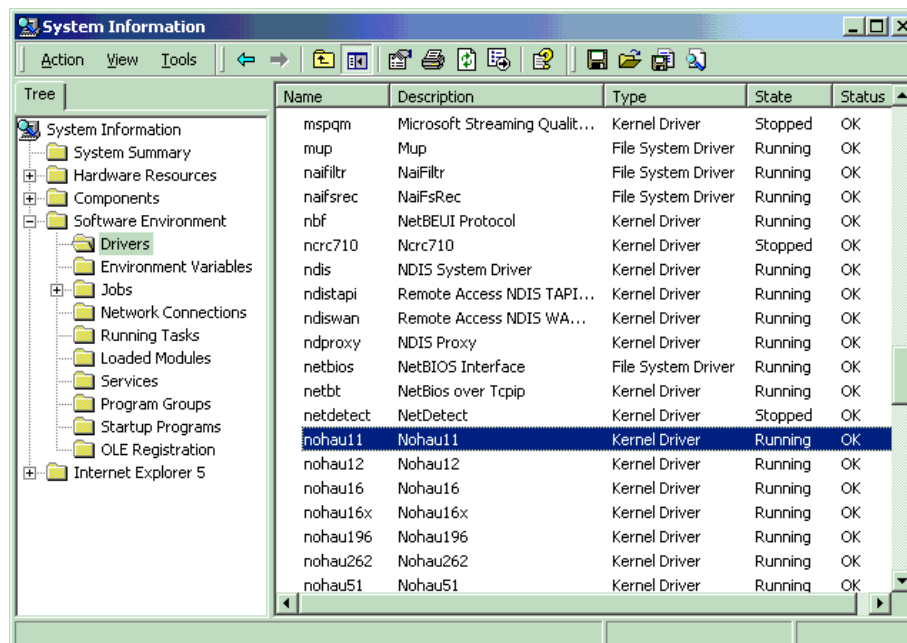 System Information
Action View Tools
Tree
System Information
System Summary
Hardware Resources
Components
Software Environment
Drivers
Environment Variables
Jobs
Network Connections
Running Tasks
Loaded Modules
Services
Program Groups
Startup Programs
OLE Registration
Internet Explorer 5
Name Description Type State Status
mspqm Microsoft Streaming Qualit... Kernel Driver Stopped OK
mup Mup File System Driver Running OK
naifiltr NaiFiltr File System Driver Running OK
naifsrec NaiFsRec File System Driver Running OK
nbf NetBEUI Protocol Kernel Driver Running OK
ncrc710 Ncrc710 Kernel Driver Stopped OK
ndis NDIS System Driver Kernel Driver Running OK
ndistapi Remote Access NDIS TAPI... Kernel Driver Running OK
ndiswan Remote Access NDIS WA... Kernel Driver Running OK
ndproxy NDIS Proxy Kernel Driver Running OK
netbios NetBIOS Interface File System Driver Running OK
netbt NetBios over Tcpip Kernel Driver Running OK
netdetect NetDetect Kernel Driver Stopped OK
nohau11 Nohau11 Kernel Driver Running OK
nohau12 Nohau12 Kernel Driver Running OK
nohau16 Nohau16 Kernel Driver Running OK
nohau16x Nohau16x Kernel Driver Running OK
nohau196 Nohau196 Kernel Driver Running OK
nohau262 Nohau262 Kernel Driver Running OK
nohau51 Nohau51 Kernel Driver Running OK